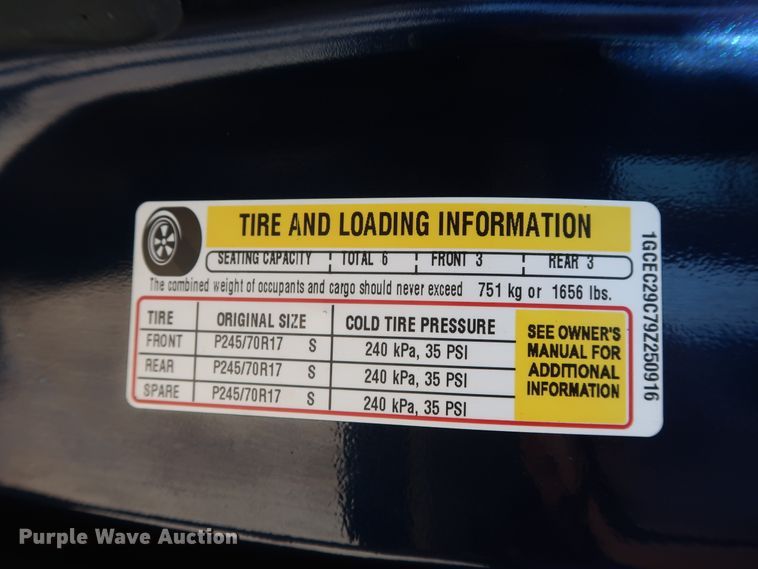 TIRE AND LOADING INFORMATION
SEATING CAPACITY TOTAL 6 FRONT 3 REAR 3
The combined weight of occupants and cargo should never exceed 751 kg or 1656 lbs.
TIRE ORIGINAL SIZE COLD TIRE PRESSURE
FRONT P245/70R17 S 240 kPa, 35 PSI
REAR P245/70R17 S 240 kPa, 35 PSI
SPARE P245/70R17 S 240 kPa, 35 PSI
SEE OWNER'S
MANUAL FOR
ADDITIONAL
INFORMATION
1GCEC29C79Z250916
Purple Wave Auction